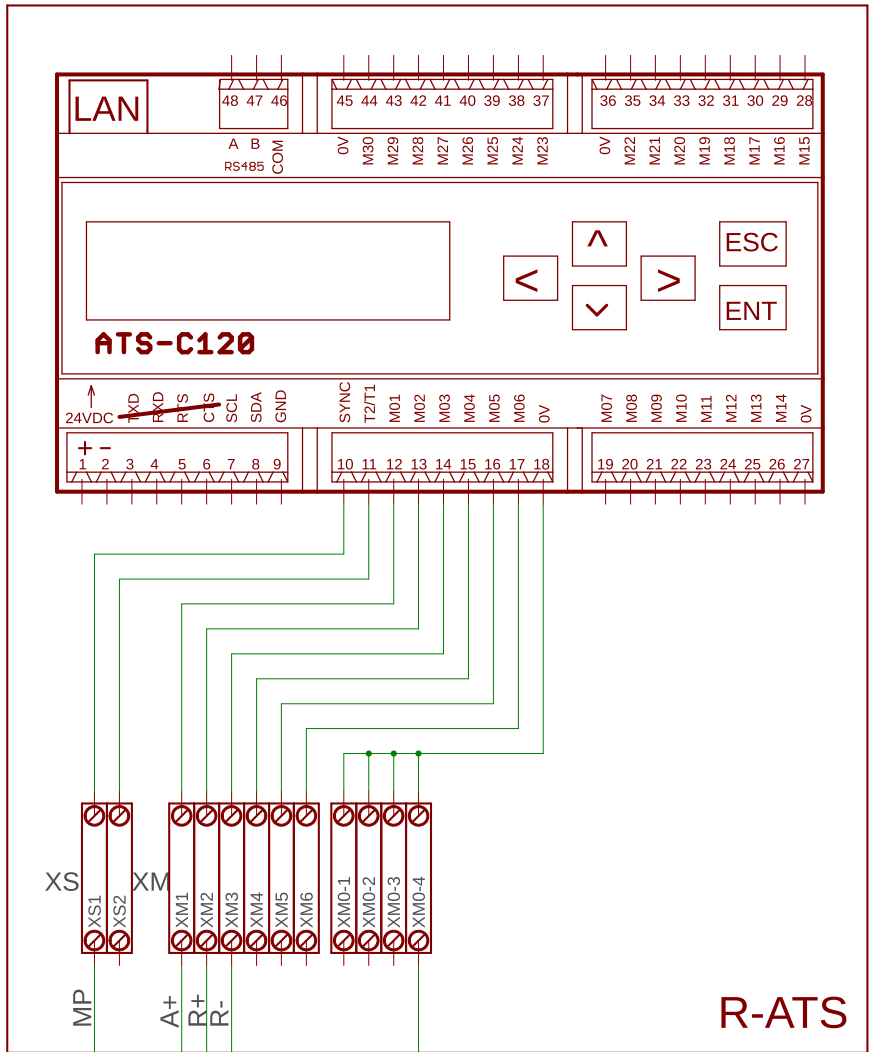 LAN
48 47 46
45 44 43 42 41 40 39 38 37
36 35 34 33 32 31 30 29 28
A B COM
RS485
0V M30 M29 M28 M27 M26 M25 M24 M23
0V M22 M21 M20 M19 M18 M17 M16 M15
^
ESC
< >
ENT
ATS-C120
24VDC TXD RXD RTS CTS SCL SDA GND
SYNC T2/T1 M01 M02 M03 M04 M05 M06 0V
M07 M08 M09 M10 M11 M12 M13 M14 0V
+ -
1 2 3 4 5 6 7 8 9
10 11 12 13 14 15 16 17 18
19 20 21 22 23 24 25 26 27
XS XS1 XS2
XM XM1 XM2 XM3 XM4 XM5 XM6
XM0-1 XM0-2 XM0-3 XM0-4
MP A+ R+ R-
R-ATS